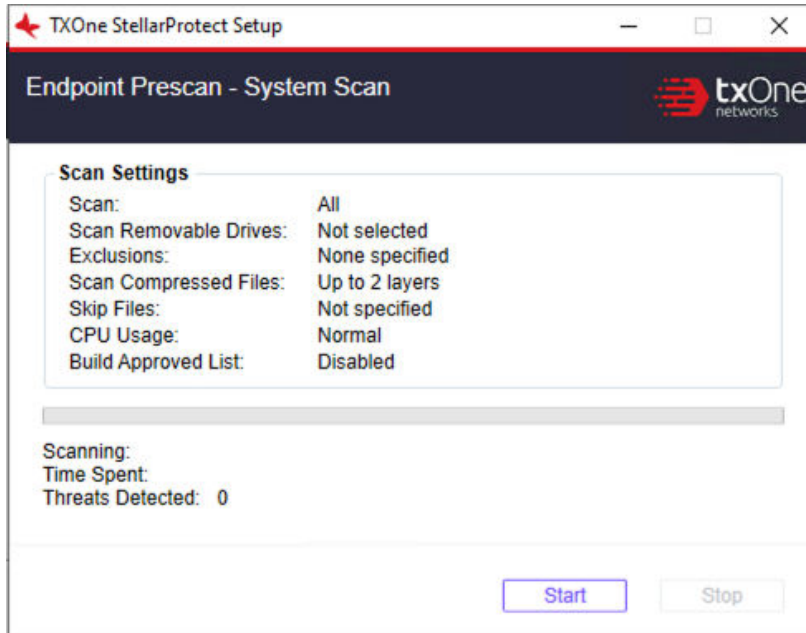 TXOne StellarProtect Setup
Endpoint Prescan - System Scan
txOne
networks
Scan Settings
Scan: All
Scan Removable Drives: Not selected
Exclusions: None specified
Scan Compressed Files: Up to 2 layers
Skip Files: Not specified
CPU Usage: Normal
Build Approved List: Disabled
Scanning:
Time Spent:
Threats Detected: 0
Start Stop